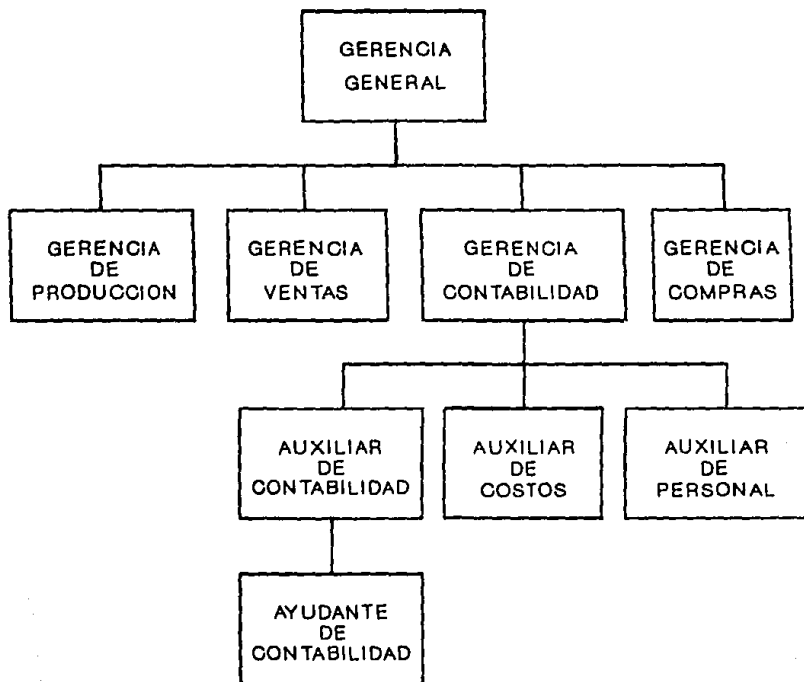 GERENCIA
GENERAL
GERENCIA
DE
PRODUCCION
GERENCIA
DE
VENTAS
GERENCIA
DE
CONTABILIDAD
GERENCIA
DE
COMPRAS
AUXILIAR
DE
CONTABILIDAD
AUXILIAR
DE
COSTOS
AUXILIAR
DE
PERSONAL
AYUDANTE
DE
CONTABILIDAD